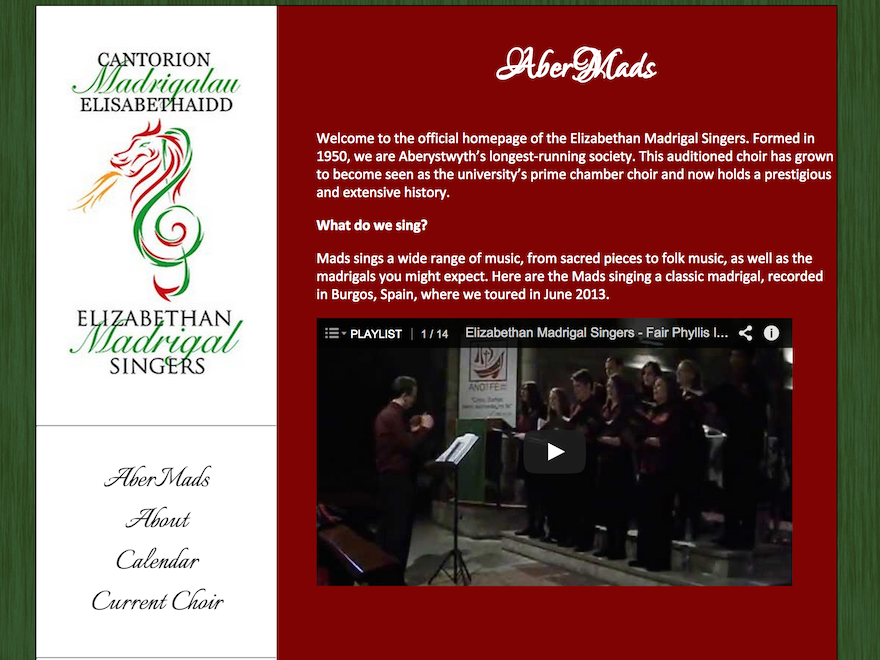 CANTORION
Madrigalau
ELISABETHAIDD
ELIZABETHAN
Madrigal
SINGERS
AberMads
About
Calendar
Current Choir
AberMads
Welcome to the official homepage of the Elizabethan Madrigal Singers. Formed in
1950, we are Aberystwyth’s longest-running society. This auditioned choir has grown
to become seen as the university’s prime chamber choir and now holds a prestigious
and extensive history.
What do we sing?
Mads sings a wide range of music, from sacred pieces to folk music, as well as the
madrigals you might expect. Here are the Mads singing a classic madrigal, recorded
in Burgos, Spain, where we toured in June 2013.
PLAYLIST | 1 / 14 Elizabethan Madrigal Singers - Fair Phyllis I...